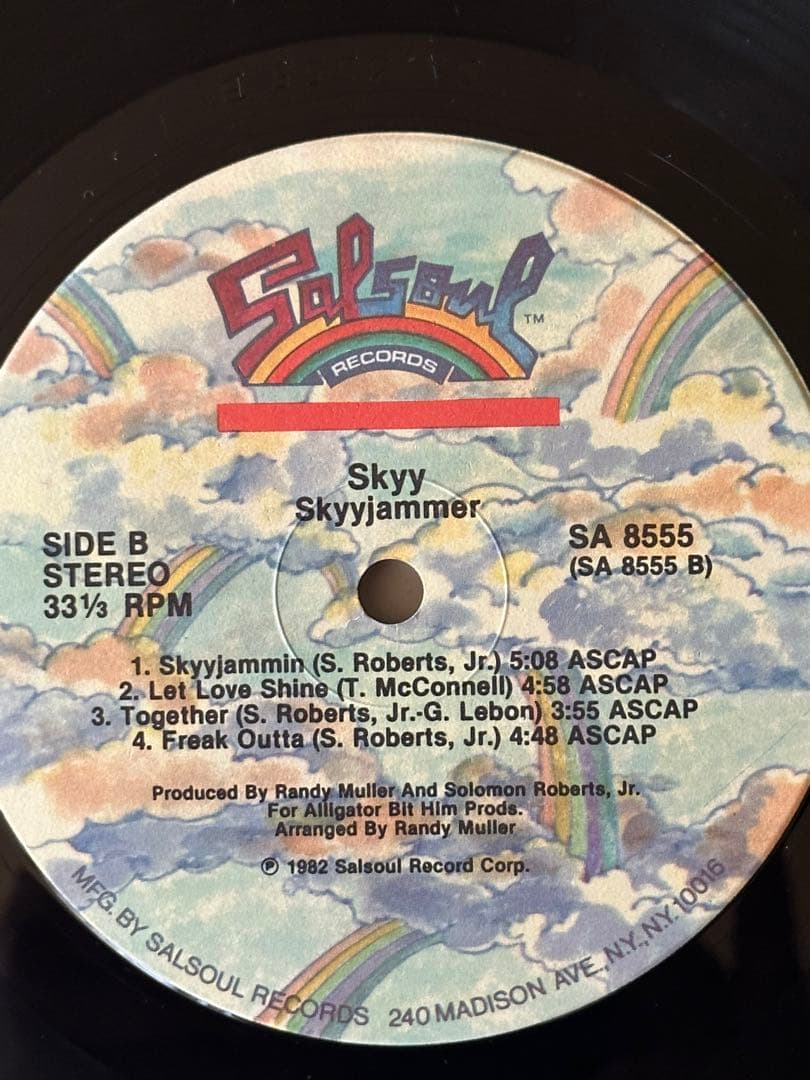 Salsoul TM
RECORDS
Skyy
Skyyjammer
SIDE B
STEREO
33⅓ RPM
SA 8555
(SA 8555 B)
1. Skyyjammin (S. Roberts, Jr.) 5:08 ASCAP
2. Let Love Shine (T. McConnell) 4:58 ASCAP
3. Together (S. Roberts, Jr.-G. Lebon) 3:55 ASCAP
4. Freak Outta (S. Roberts, Jr.) 4:48 ASCAP
Produced By Randy Muller And Solomon Roberts, Jr.
For Alligator Bit Him Prods.
Arranged By Randy Muller
℗ 1982 Salsoul Record Corp.
MFG. BY SALSOUL RECORDS 240 MADISON AVE., N.Y., N.Y. 10016